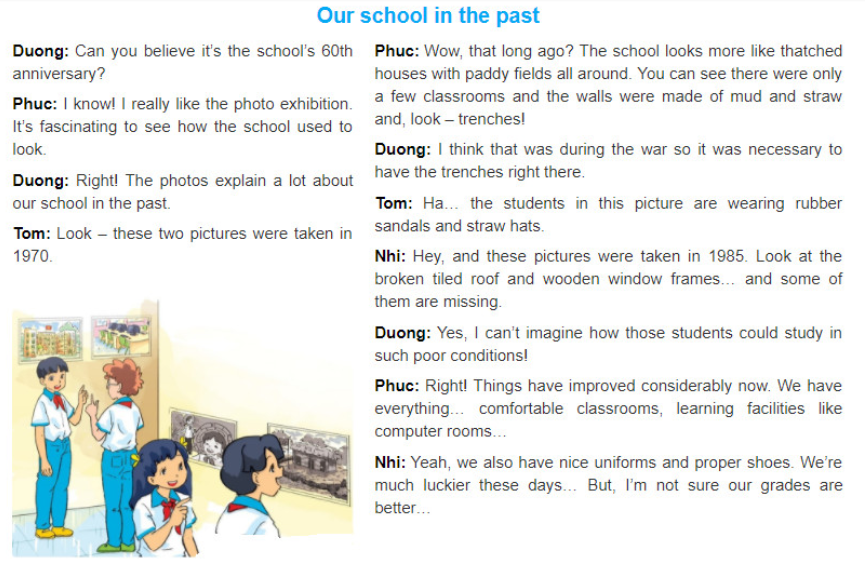 Our school in the past
Duong: Can you believe it's the school's 60th
anniversary?
Phuc: I know! I really like the photo exhibition.
It's fascinating to see how the school used to
look.
Duong: Right! The photos explain a lot about
our school in the past.
Tom: Look – these two pictures were taken in
1970.
Phuc: Wow, that long ago? The school looks more like thatched
houses with paddy fields all around. You can see there were only
a few classrooms and the walls were made of mud and straw
and, look – trenches!
Duong: I think that was during the war so it was necessary to
have the trenches right there.
Tom: Ha… the students in this picture are wearing rubber
sandals and straw hats.
Nhi: Hey, and these pictures were taken in 1985. Look at the
broken tiled roof and wooden window frames… and some of
them are missing.
Duong: Yes, I can't imagine how those students could study in
such poor conditions!
Phuc: Right! Things have improved considerably now. We have
everything… comfortable classrooms, learning facilities like
computer rooms…
Nhi: Yeah, we also have nice uniforms and proper shoes. We're
much luckier these days… But, I'm not sure our grades are
better…